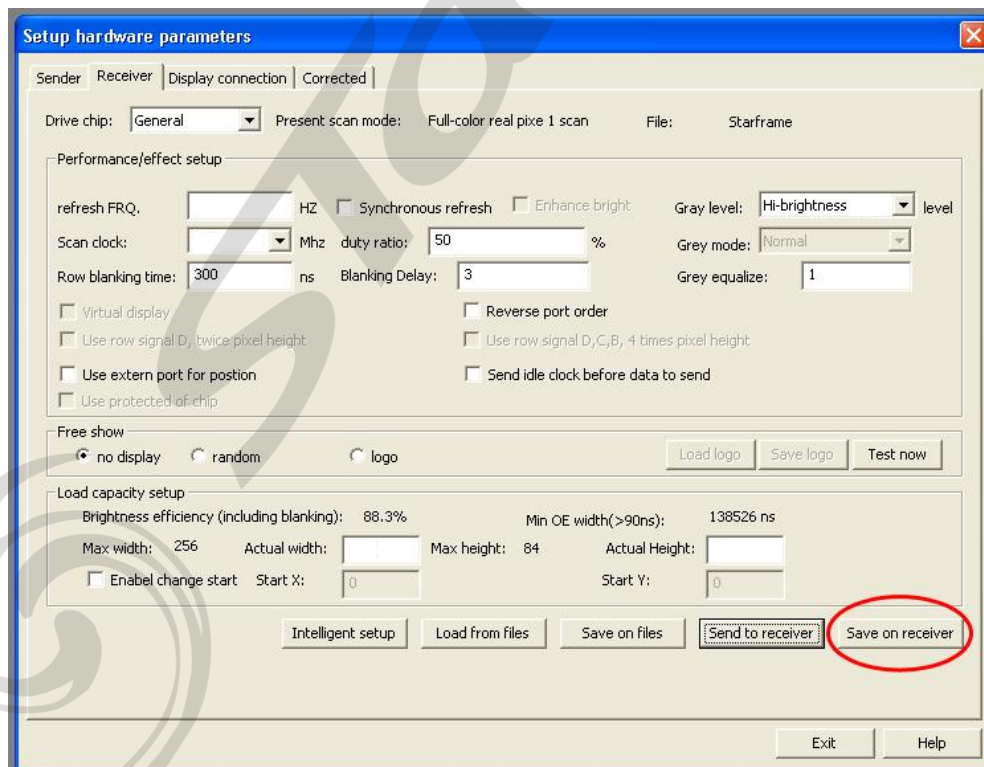 Setup hardware parameters
Sender Receiver Display connection Corrected
Drive chip: General Present scan mode: Full-color real pixe 1 scan File: Starframe
Performance/effect setup
refresh FRQ. HZ Synchronous refresh Enhance bright Gray level: Hi-brightness level
Scan clock: Mhz duty ratio: 50 % Grey mode: Normal
Row blanking time: 300 ns Blanking Delay: 3 Grey equalize: 1
Virtual display Reverse port order
Use row signal D, twice pixel height Use row signal D,C,B, 4 times pixel height
Use extern port for postion Send idle clock before data to send
Use protected of chip
Free show
no display random logo Load logo Save logo Test now
Load capacity setup
Brightness efficiency (including blanking): 88.3% Min OE width(>90ns): 138526 ns
Max width: 256 Actual width: Max height: 84 Actual Height:
Enabel change start Start X: 0 Start Y: 0
Intelligent setup Load from files Save on files Send to receiver Save on receiver
Exit Help